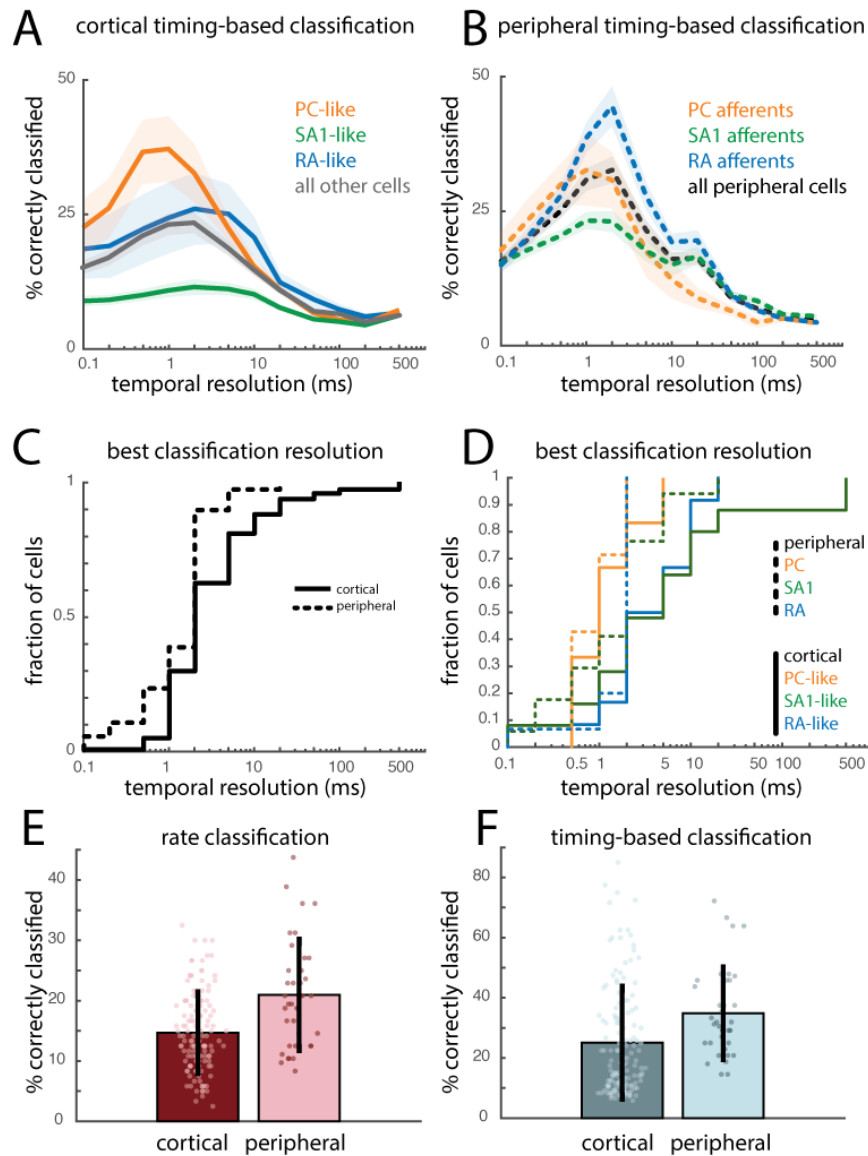 A cortical timing-based classification
50
25
0
% correctly classified
PC-like
SA1-like
RA-like
all other cells
0.1 1 10 100 500
temporal resolution (ms)
B peripheral timing-based classification
50
25
0
% correctly classified
PC afferents
SA1 afferents
RA afferents
all peripheral cells
0.1 1 10 100 500
temporal resolution (ms)
C best classification resolution
1
0.5
0
fraction of cells
cortical
peripheral
0.1 1 10 100 500
temporal resolution (ms)
D best classification resolution
1
0.9
0.8
0.7
0.6
0.5
0.4
0.3
0.2
0.1
0
fraction of cells
peripheral
PC
SA1
RA
cortical
PC-like
SA1-like
RA-like
0.1 0.5 1 5 10 50 100 500
temporal resolution (ms)
E rate classification
40
30
20
10
0
% correctly classified
cortical peripheral
F timing-based classification
80
60
40
20
0
% correctly classified
cortical peripheral